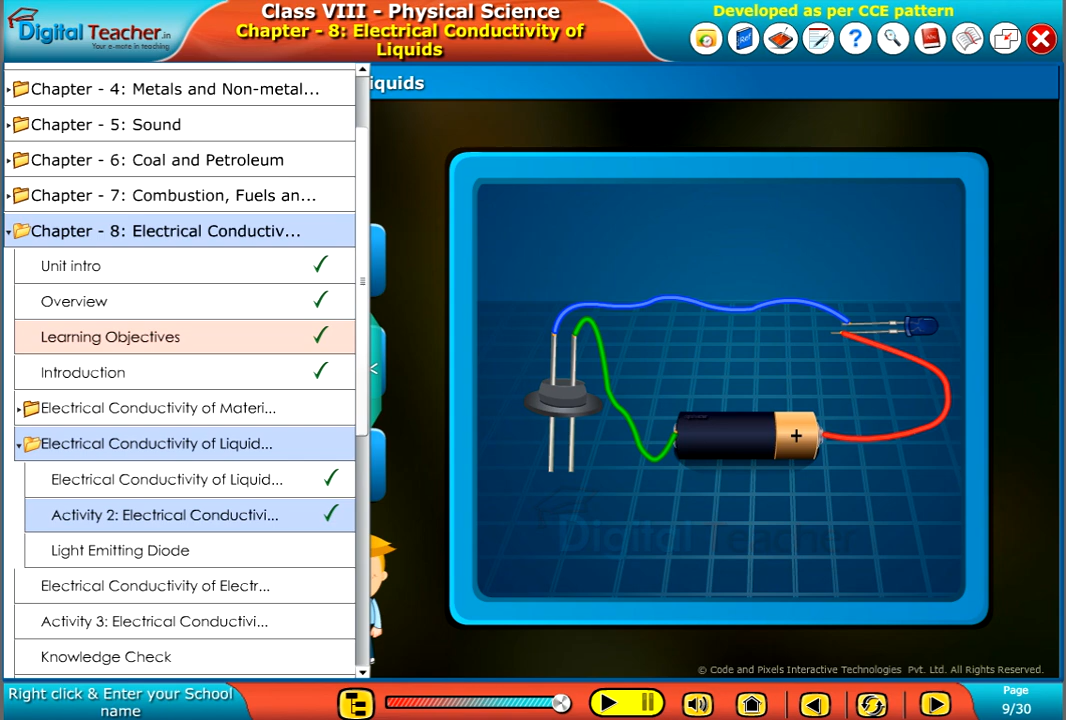 Digital Teacher.in
Your e-mate in teaching
Class VIII - Physical Science
Chapter - 8: Electrical Conductivity of
Liquids
Developed as per CCE pattern
Ref
?
iquids
Chapter - 4: Metals and Non-metal...
Chapter - 5: Sound
Chapter - 6: Coal and Petroleum
Chapter - 7: Combustion, Fuels an...
Chapter - 8: Electrical Conductiv...
Unit intro
Overview
Learning Objectives
Introduction
Electrical Conductivity of Materi...
Electrical Conductivity of Liquid...
Electrical Conductivity of Liquid...
Activity 2: Electrical Conductivi...
Light Emitting Diode
Electrical Conductivity of Electr...
Activity 3: Electrical Conductivi...
Knowledge Check
<
+
Digital Teacher
© Code and Pixels Interactive Technologies Pvt. Ltd. All Rights Reserved.
Right click & Enter your School
name
Page
9/30